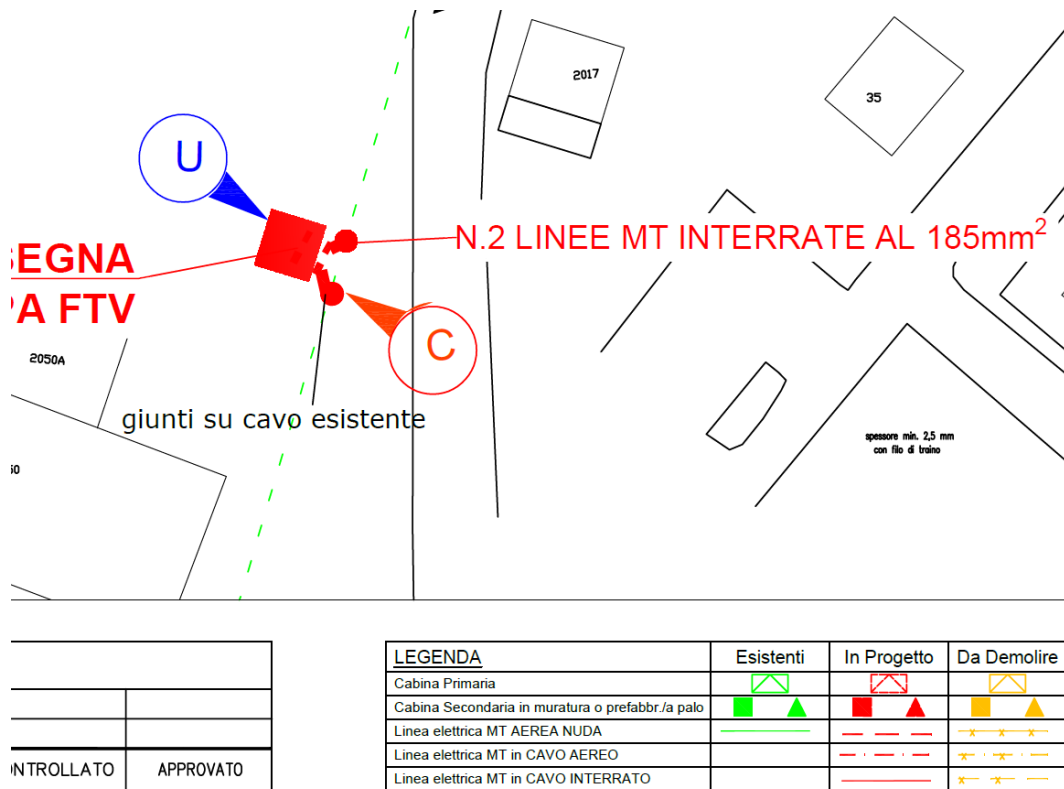 2017
35
U
N.2 LINEE MT INTERRATE AL 185mm²
EGNA
A FTV
C
2050A
giunti su cavo esistente
spessore min. 2,5 mm
con filo di traino
LEGENDA Esistenti In Progetto Da Demolire
Cabina Primaria
Cabina Secondaria in muratura o prefabbr./a palo
Linea elettrica MT AEREA NUDA
Linea elettrica MT in CAVO AEREO
Linea elettrica MT in CAVO INTERRATO
NTROLLATO APPROVATO